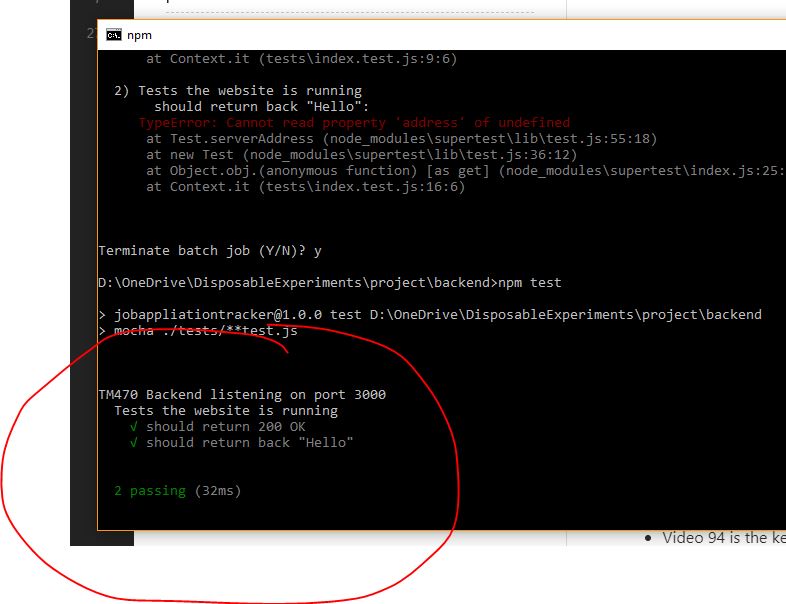 27
npm
at Context.it (tests\index.test.js:9:6)
2) Tests the website is running
should return back "Hello":
TypeError: Cannot read property 'address' of undefined
at Test.serverAddress (node_modules\supertest\lib\test.js:55:18)
at new Test (node_modules\supertest\lib\test.js:36:12)
at Object.obj.(anonymous function) [as get] (node_modules\supertest\index.js:25:
at Context.it (tests\index.test.js:16:6)
Terminate batch job (Y/N)? y
D:\OneDrive\DisposableExperiments\project\backend>npm test
> jobappliationtracker@1.0.0 test D:\OneDrive\DisposableExperiments\project\backend
> mocha ./tests/**test.js
TM470 Backend listening on port 3000
Tests the website is running
√ should return 200 OK
√ should return back "Hello"
2 passing (32ms)
• Video 94 is the ke